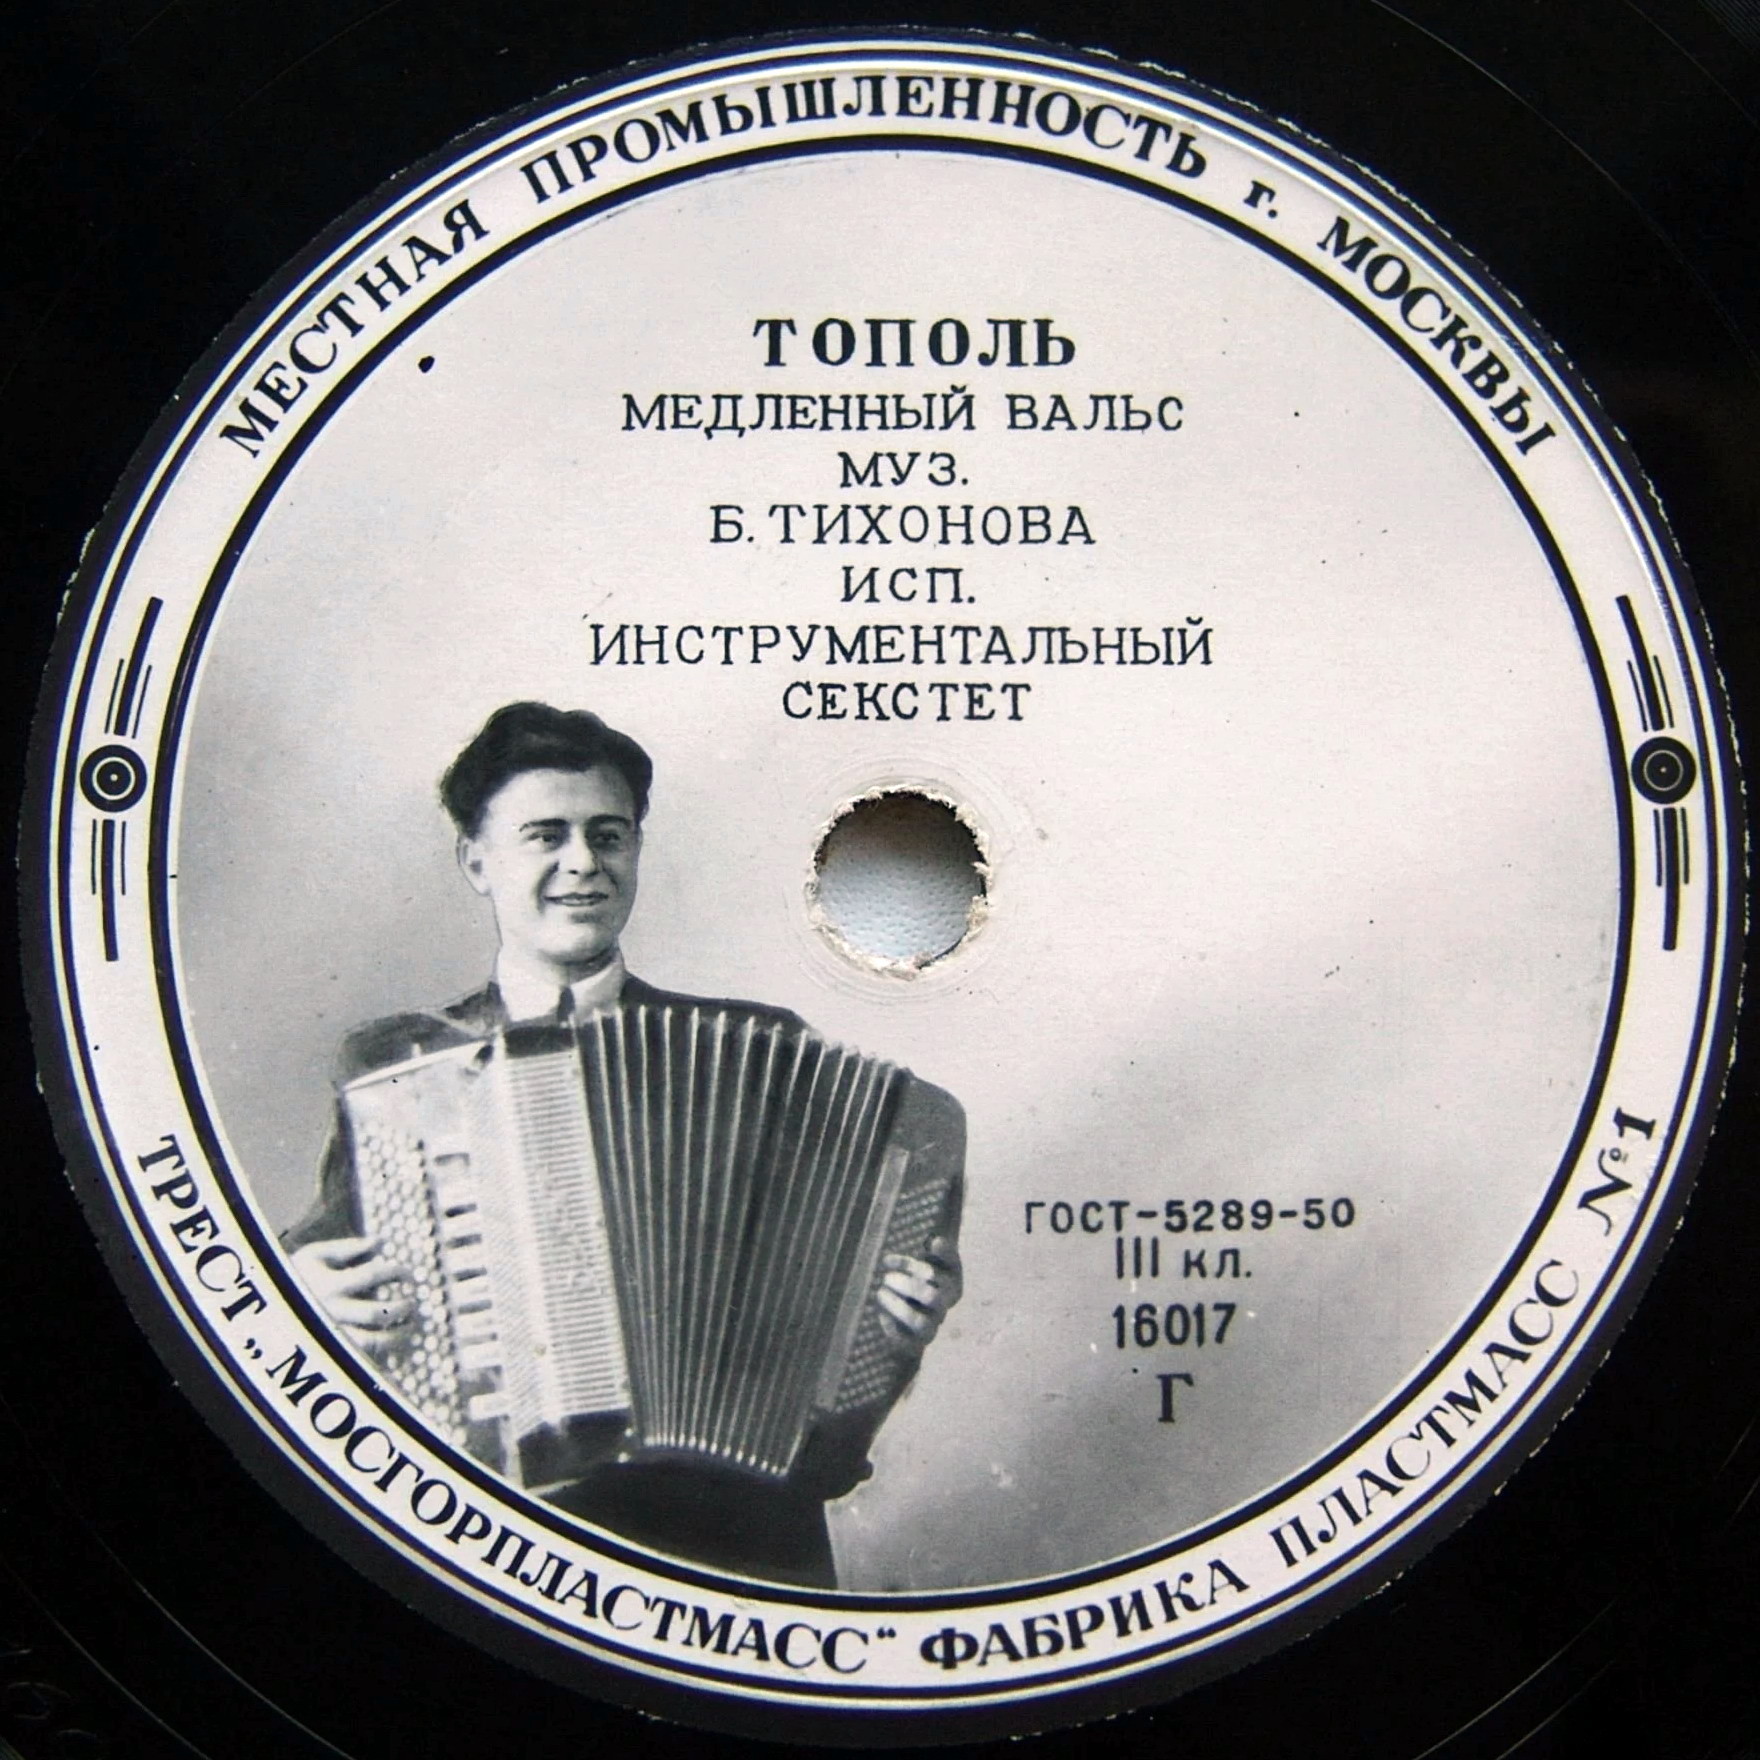 МЕСТНАЯ ПРОМЫШЛЕННОСТЬ г. МОСКВЫ
ТОПОЛЬ
МЕДЛЕННЫЙ ВАЛЬС
МУЗ.
Б. ТИХОНОВА
ИСП.
ИНСТРУМЕНТАЛЬНЫЙ
СЕКСТЕТ
ГОСТ-5289-50
III кл.
16017
Г
ТРЕСТ „МОСГОРПЛАСТМАСС“ ФАБРИКА ПЛАСТМАСС №1